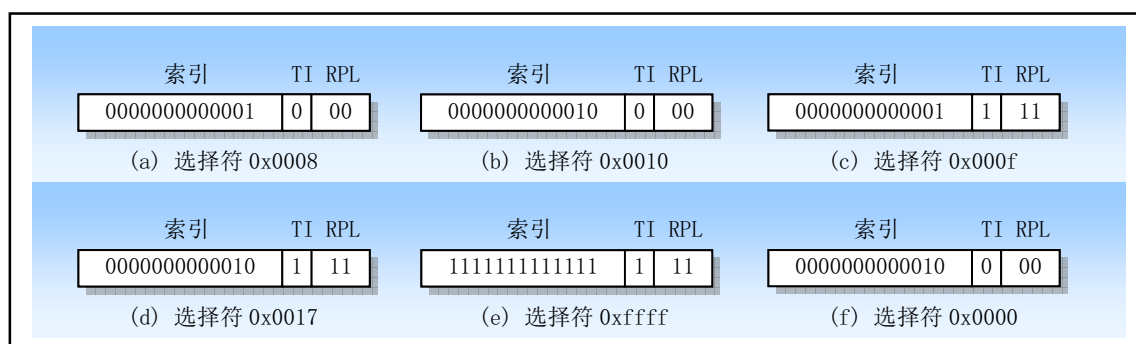 索引 TI RPL 索引 TI RPL 索引 TI RPL
0000000000001 0 00 0000000000010 0 00 0000000000001 1 11
(a) 选择符 0x0008 (b) 选择符 0x0010 (c) 选择符 0x000f
索引 TI RPL 索引 TI RPL 索引 TI RPL
0000000000010 1 11 1111111111111 1 11 0000000000010 0 00
(d) 选择符 0x0017 (e) 选择符 0xffff (f) 选择符 0x0000